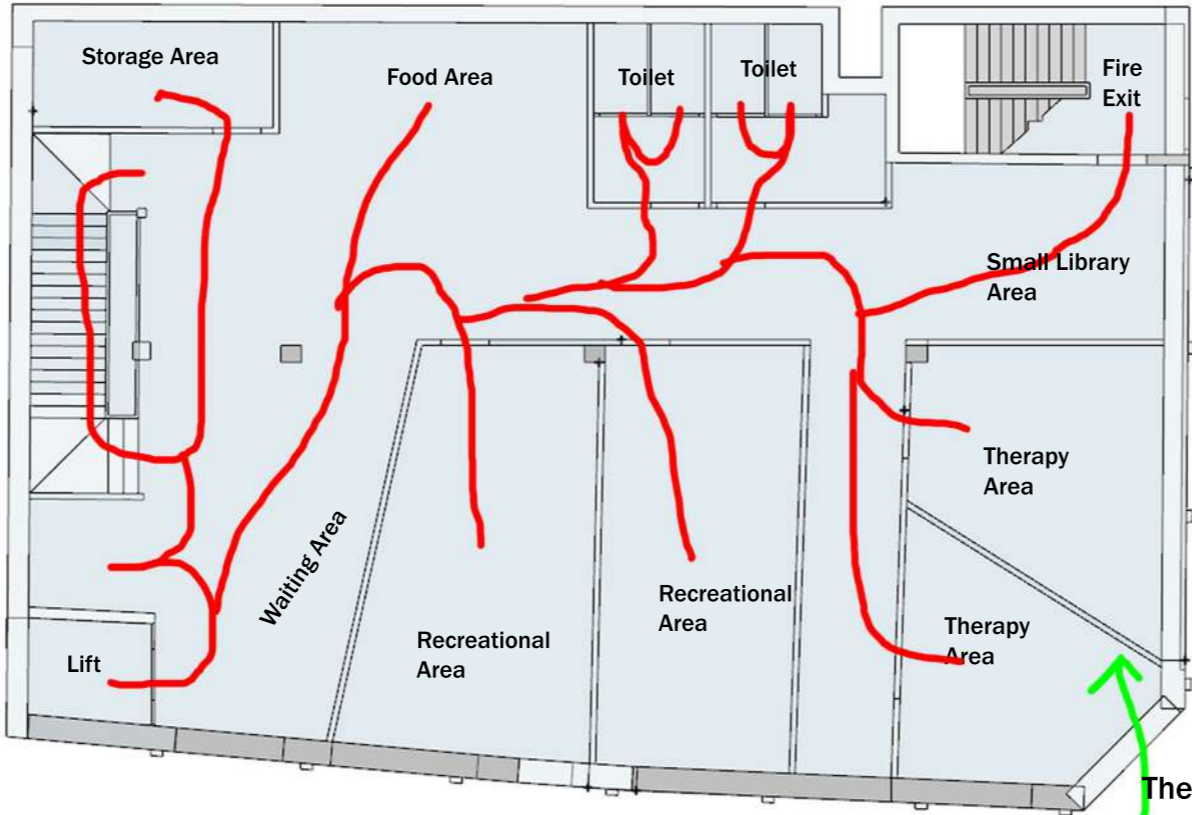 Storage Area
Food Area
Toilet
Toilet
Fire
Exit
Small Library
Area
Therapy
Area
Waiting Area
Recreational
Area
Recreational
Area
Therapy
Area
Lift
The